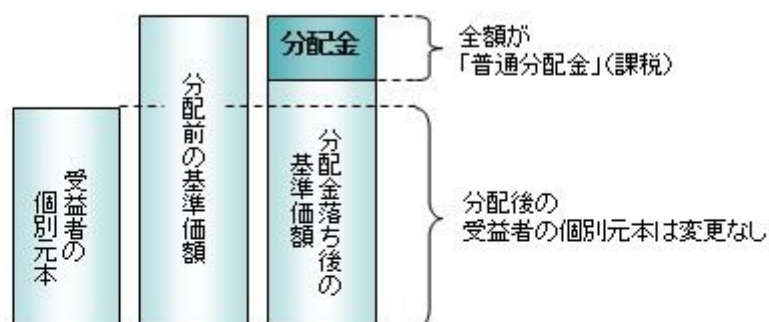 受益者の
個別元本
分配前の基準価額
分配金
分配金落ち後の
基準価額
全額が
「普通分配金」(課税)
分配後の
受益者の個別元本は変更なし